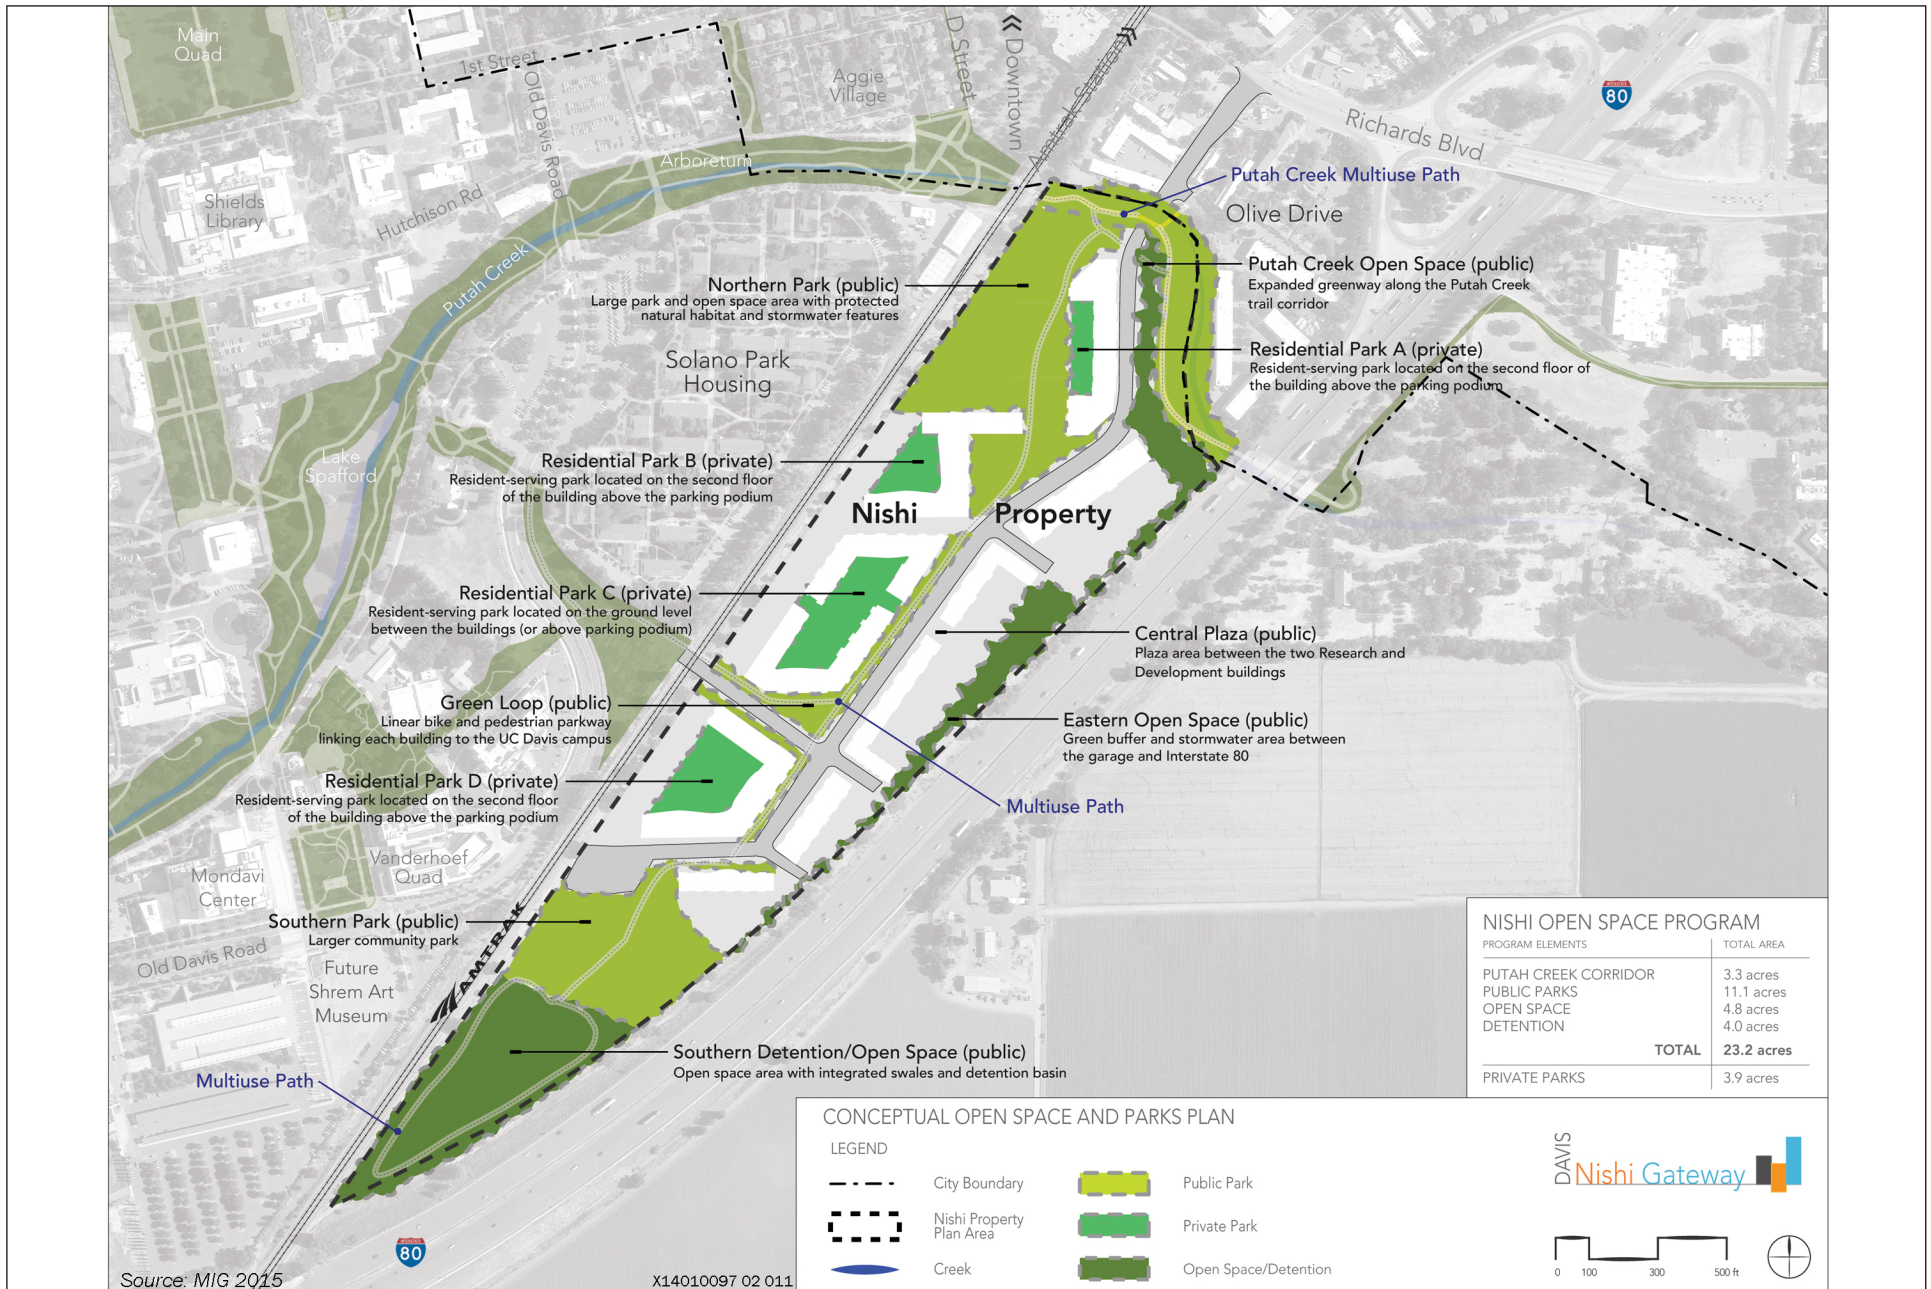 Main
Quad
1st Street
Old Davis Road
Aggie
Village
D Street
Downtown
Amtrak Station
80
Richards Blvd
Arboretum
Shields
Library
Hutchison Rd
Putah Creek
Putah Creek Multiuse Path
Olive Drive
Northern Park (public)
Large park and open space area with protected
natural habitat and stormwater features
Putah Creek Open Space (public)
Expanded greenway along the Putah Creek
trail corridor
Solano Park
Housing
Residential Park A (private)
Resident-serving park located on the second floor of
the building above the parking podium
Lake
Spafford
Residential Park B (private)
Resident-serving park located on the second floor
of the building above the parking podium
Nishi Property
Residential Park C (private)
Resident-serving park located on the ground level
between the buildings (or above parking podium)
Central Plaza (public)
Plaza area between the two Research and
Development buildings
Green Loop (public)
Linear bike and pedestrian parkway
linking each building to the UC Davis campus
Eastern Open Space (public)
Green buffer and stormwater area between
the garage and Interstate 80
Residential Park D (private)
Resident-serving park located on the second floor
of the building above the parking podium
Multiuse Path
Vanderhoef
Quad
Mondavi
Center
Southern Park (public)
Larger community park
AMTRAK
Old Davis Road
Future
Shrem Art
Museum
Southern Detention/Open Space (public)
Open space area with integrated swales and detention basin
Multiuse Path
80
NISHI OPEN SPACE PROGRAM
PROGRAM ELEMENTS TOTAL AREA
PUTAH CREEK CORRIDOR 3.3 acres
PUBLIC PARKS 11.1 acres
OPEN SPACE 4.8 acres
DETENTION 4.0 acres
TOTAL 23.2 acres
PRIVATE PARKS 3.9 acres
CONCEPTUAL OPEN SPACE AND PARKS PLAN
LEGEND
City Boundary
Nishi Property
Plan Area
Creek
Public Park
Private Park
Open Space/Detention
DAVIS
Nishi Gateway
0 100 300 500 ft
Source: MIG 2015
X14010097 02 011